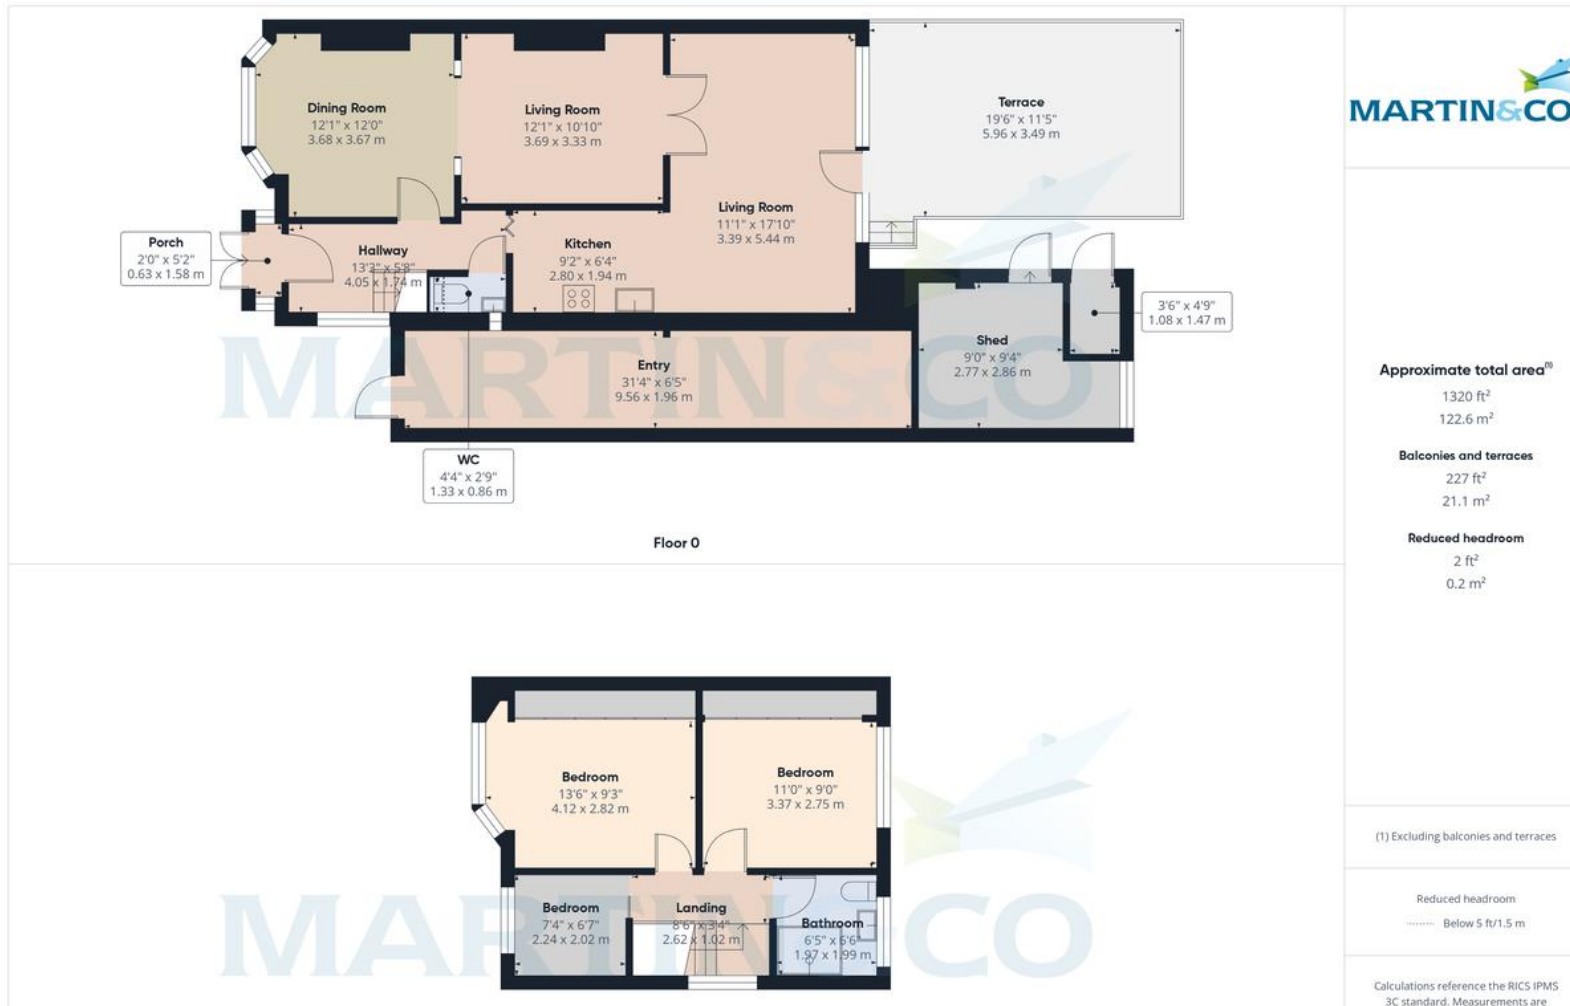 Dining Room
12'1" x 12'0"
3.68 x 3.67 m
Living Room
12'1" x 10'10"
3.69 x 3.33 m
Terrace
19'6" x 11'5"
5.96 x 3.49 m
Living Room
11'1" x 17'10"
3.39 x 5.44 m
Porch
2'0" x 5'2"
0.63 x 1.58 m
Hallway
13'3" x 5'8"
4.05 x 1.74 m
Kitchen
9'2" x 6'4"
2.80 x 1.94 m
3'6" x 4'9"
1.08 x 1.47 m
Shed
9'0" x 9'4"
2.77 x 2.86 m
Entry
31'4" x 6'5"
9.56 x 1.96 m
WC
4'4" x 2'9"
1.33 x 0.86 m
MARTIN&CO
Floor 0
Bedroom
13'6" x 9'3"
4.12 x 2.82 m
Bedroom
11'0" x 9'0"
3.37 x 2.75 m
Bedroom
7'4" x 6'7"
2.24 x 2.02 m
Landing
8'6" x 3'4"
2.62 x 1.02 m
Bathroom
6'5" x 6'6"
1.97 x 1.99 m
MARTIN&CO
MARTIN&CO
Approximate total area(1)
1320 ft²
122.6 m²
Balconies and terraces
227 ft²
21.1 m²
Reduced headroom
2 ft²
0.2 m²
(1) Excluding balconies and terraces
Reduced headroom
Below 5 ft/1.5 m
Calculations reference the RICS IPMS
3C standard. Measurements are